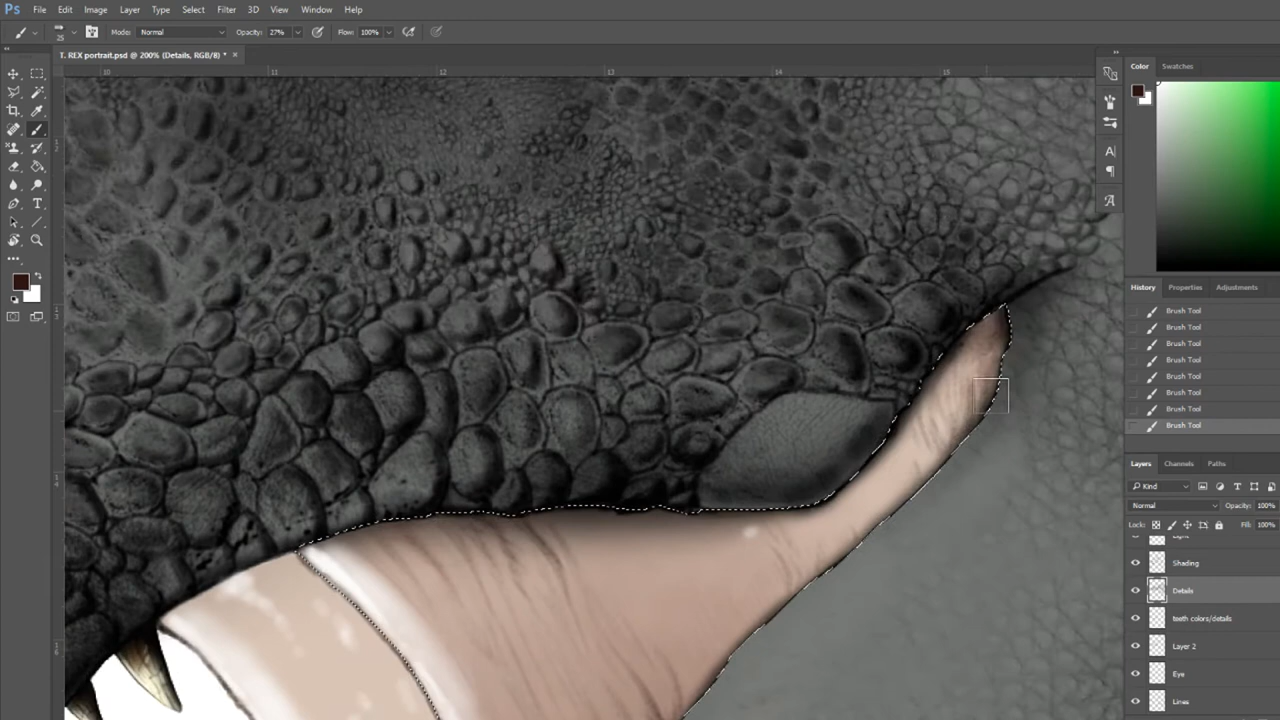 Ps File Edit Image Layer Type Select Filter 3D View Window Help
25 Mode: Normal Opacity: 27% Flow: 100%
T. REX portrait.psd @ 200% (Details, RGB/8) * ×
10 11 12 13 14 15
Color Swatches
History Properties Adjustments
Brush Tool
Brush Tool
Brush Tool
Brush Tool
Brush Tool
Brush Tool
Brush Tool
Brush Tool
Layers Channels Paths
Kind
Normal Opacity: 100%
Lock: Fill: 100%
Shading
Details
teeth colors/details
Layer 2
Eye
Lines